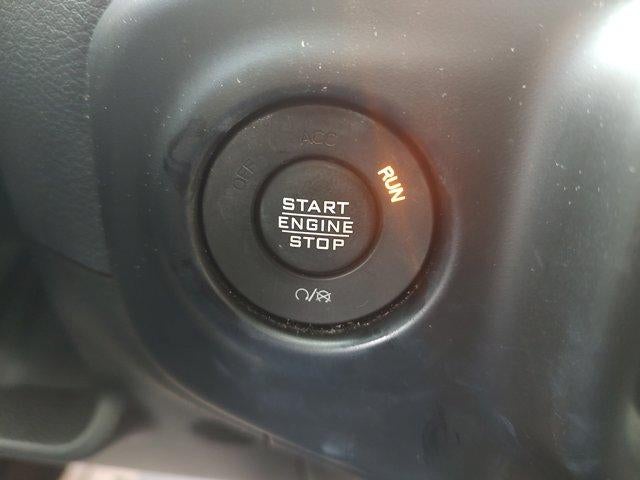 ACC
OFF
RUN
START
ENGINE
STOP